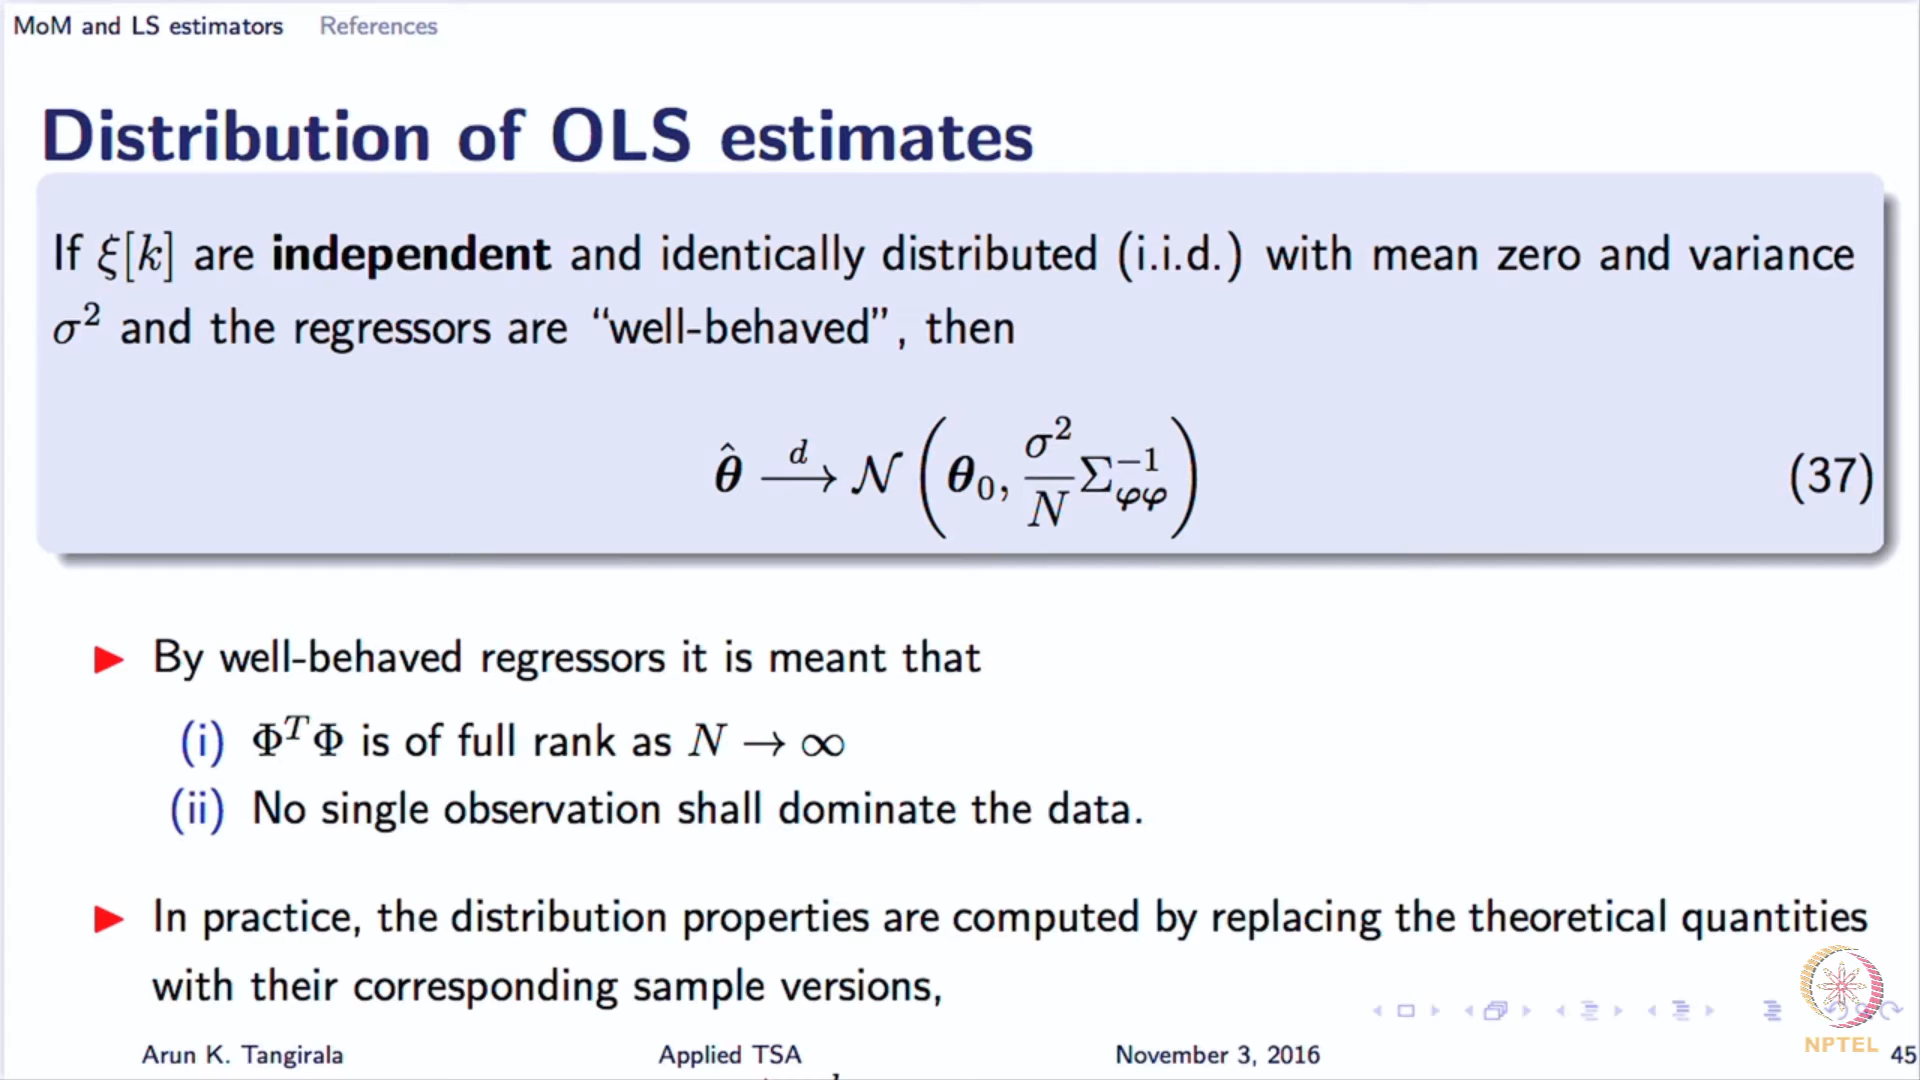 MoM and LS estimators References
Distribution of OLS estimates
If ξ[k] are independent and identically distributed (i.i.d.) with mean zero and variance
σ² and the regressors are “well-behaved”, then
θ̂ →ᵈ 𝒩 (θ₀, σ²/N Σ⁻¹_φφ) (37)
By well-behaved regressors it is meant that
(i) ΦᵀΦ is of full rank as N → ∞
(ii) No single observation shall dominate the data.
In practice, the distribution properties are computed by replacing the theoretical quantities
with their corresponding sample versions,
NPTEL
Arun K. Tangirala Applied TSA November 3, 2016 45